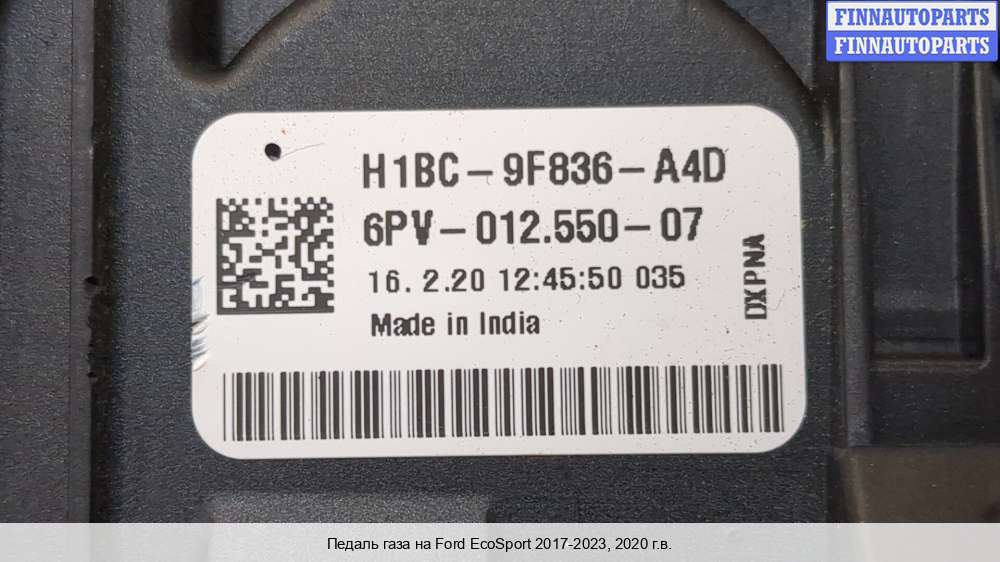 FINNAUTOPARTS
FINNAUTOPARTS
H1BC-9F836-A4D
6PV-012.550-07
16. 2.20 12:45:50 035
Made in India
DXPNA
Педаль газа на Ford EcoSport 2017-2023, 2020 г.в.